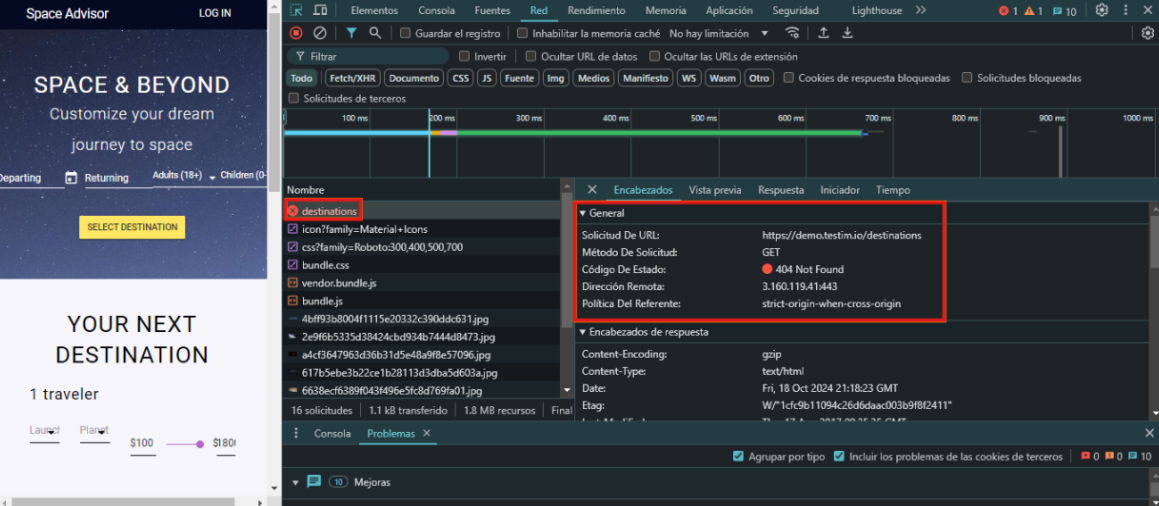 Space Advisor
LOG IN
SPACE & BEYOND
Customize your dream
journey to space
Departing
Returning
Adults (18+)
Children (0-
SELECT DESTINATION
YOUR NEXT
DESTINATION
1 traveler
Launch
Planet
$100
$180
Elementos Consola Fuentes Red Rendimiento Memoria Aplicación Seguridad Lighthouse 1 1 10
Guardar el registro Inhabilitar la memoria caché No hay limitación
Filtrar Invertir Ocultar URL de datos Ocultar las URLs de extensión
Todo Fetch/XHR Documento CSS JS Fuente Img Medios Manifiesto WS Wasm Otro Cookies de respuesta bloqueadas Solicitudes bloqueadas
Solicitudes de terceros
100 ms 200 ms 300 ms 400 ms 500 ms 600 ms 700 ms 800 ms 900 ms 1000 ms
Nombre
destinations
icon?family=Material+Icons
css?family=Roboto:300,400,500,700
bundle.css
vendor.bundle.js
bundle.js
4bff93b8004f1115e20332c390ddc631.jpg
2e9f6b5335d38424cbd934b7444d8473.jpg
a4cf3647963d36b31d5e48a9f8e57096.jpg
617b5ebe3b22ce1b28113d3dba5d603a.jpg
6638ecf6389f043f496e5fc8d769fa01.jpg
16 solicitudes 1.1 kB transferido 1.8 MB recursos Final
Encabezados Vista previa Respuesta Iniciador Tiempo
General
Solicitud De URL: https://demo.testim.io/destinations
Método De Solicitud: GET
Código De Estado: 404 Not Found
Dirección Remota: 3.160.119.41:443
Política Del Referente: strict-origin-when-cross-origin
Encabezados de respuesta
Content-Encoding: gzip
Content-Type: text/html
Date: Fri, 18 Oct 2024 21:18:23 GMT
Etag: W/"1cfc9b11094c26d6daac003b9f8f2411"
Consola Problemas
Agrupar por tipo Incluir los problemas de las cookies de terceros 0 0 10
10 Mejoras